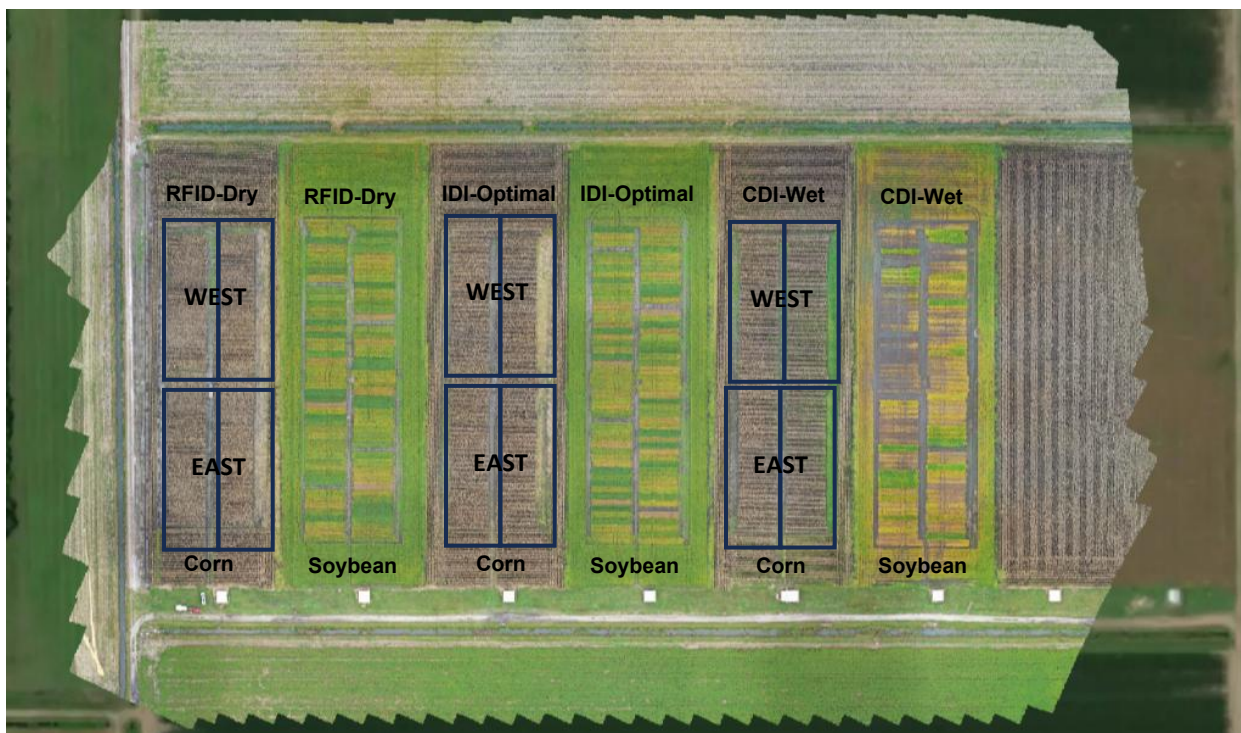 RFID-Dry
RFID-Dry
IDI-Optimal
IDI-Optimal
CDI-Wet
CDI-Wet
WEST
WEST
WEST
EAST
EAST
EAST
Corn
Soybean
Corn
Soybean
Corn
Soybean